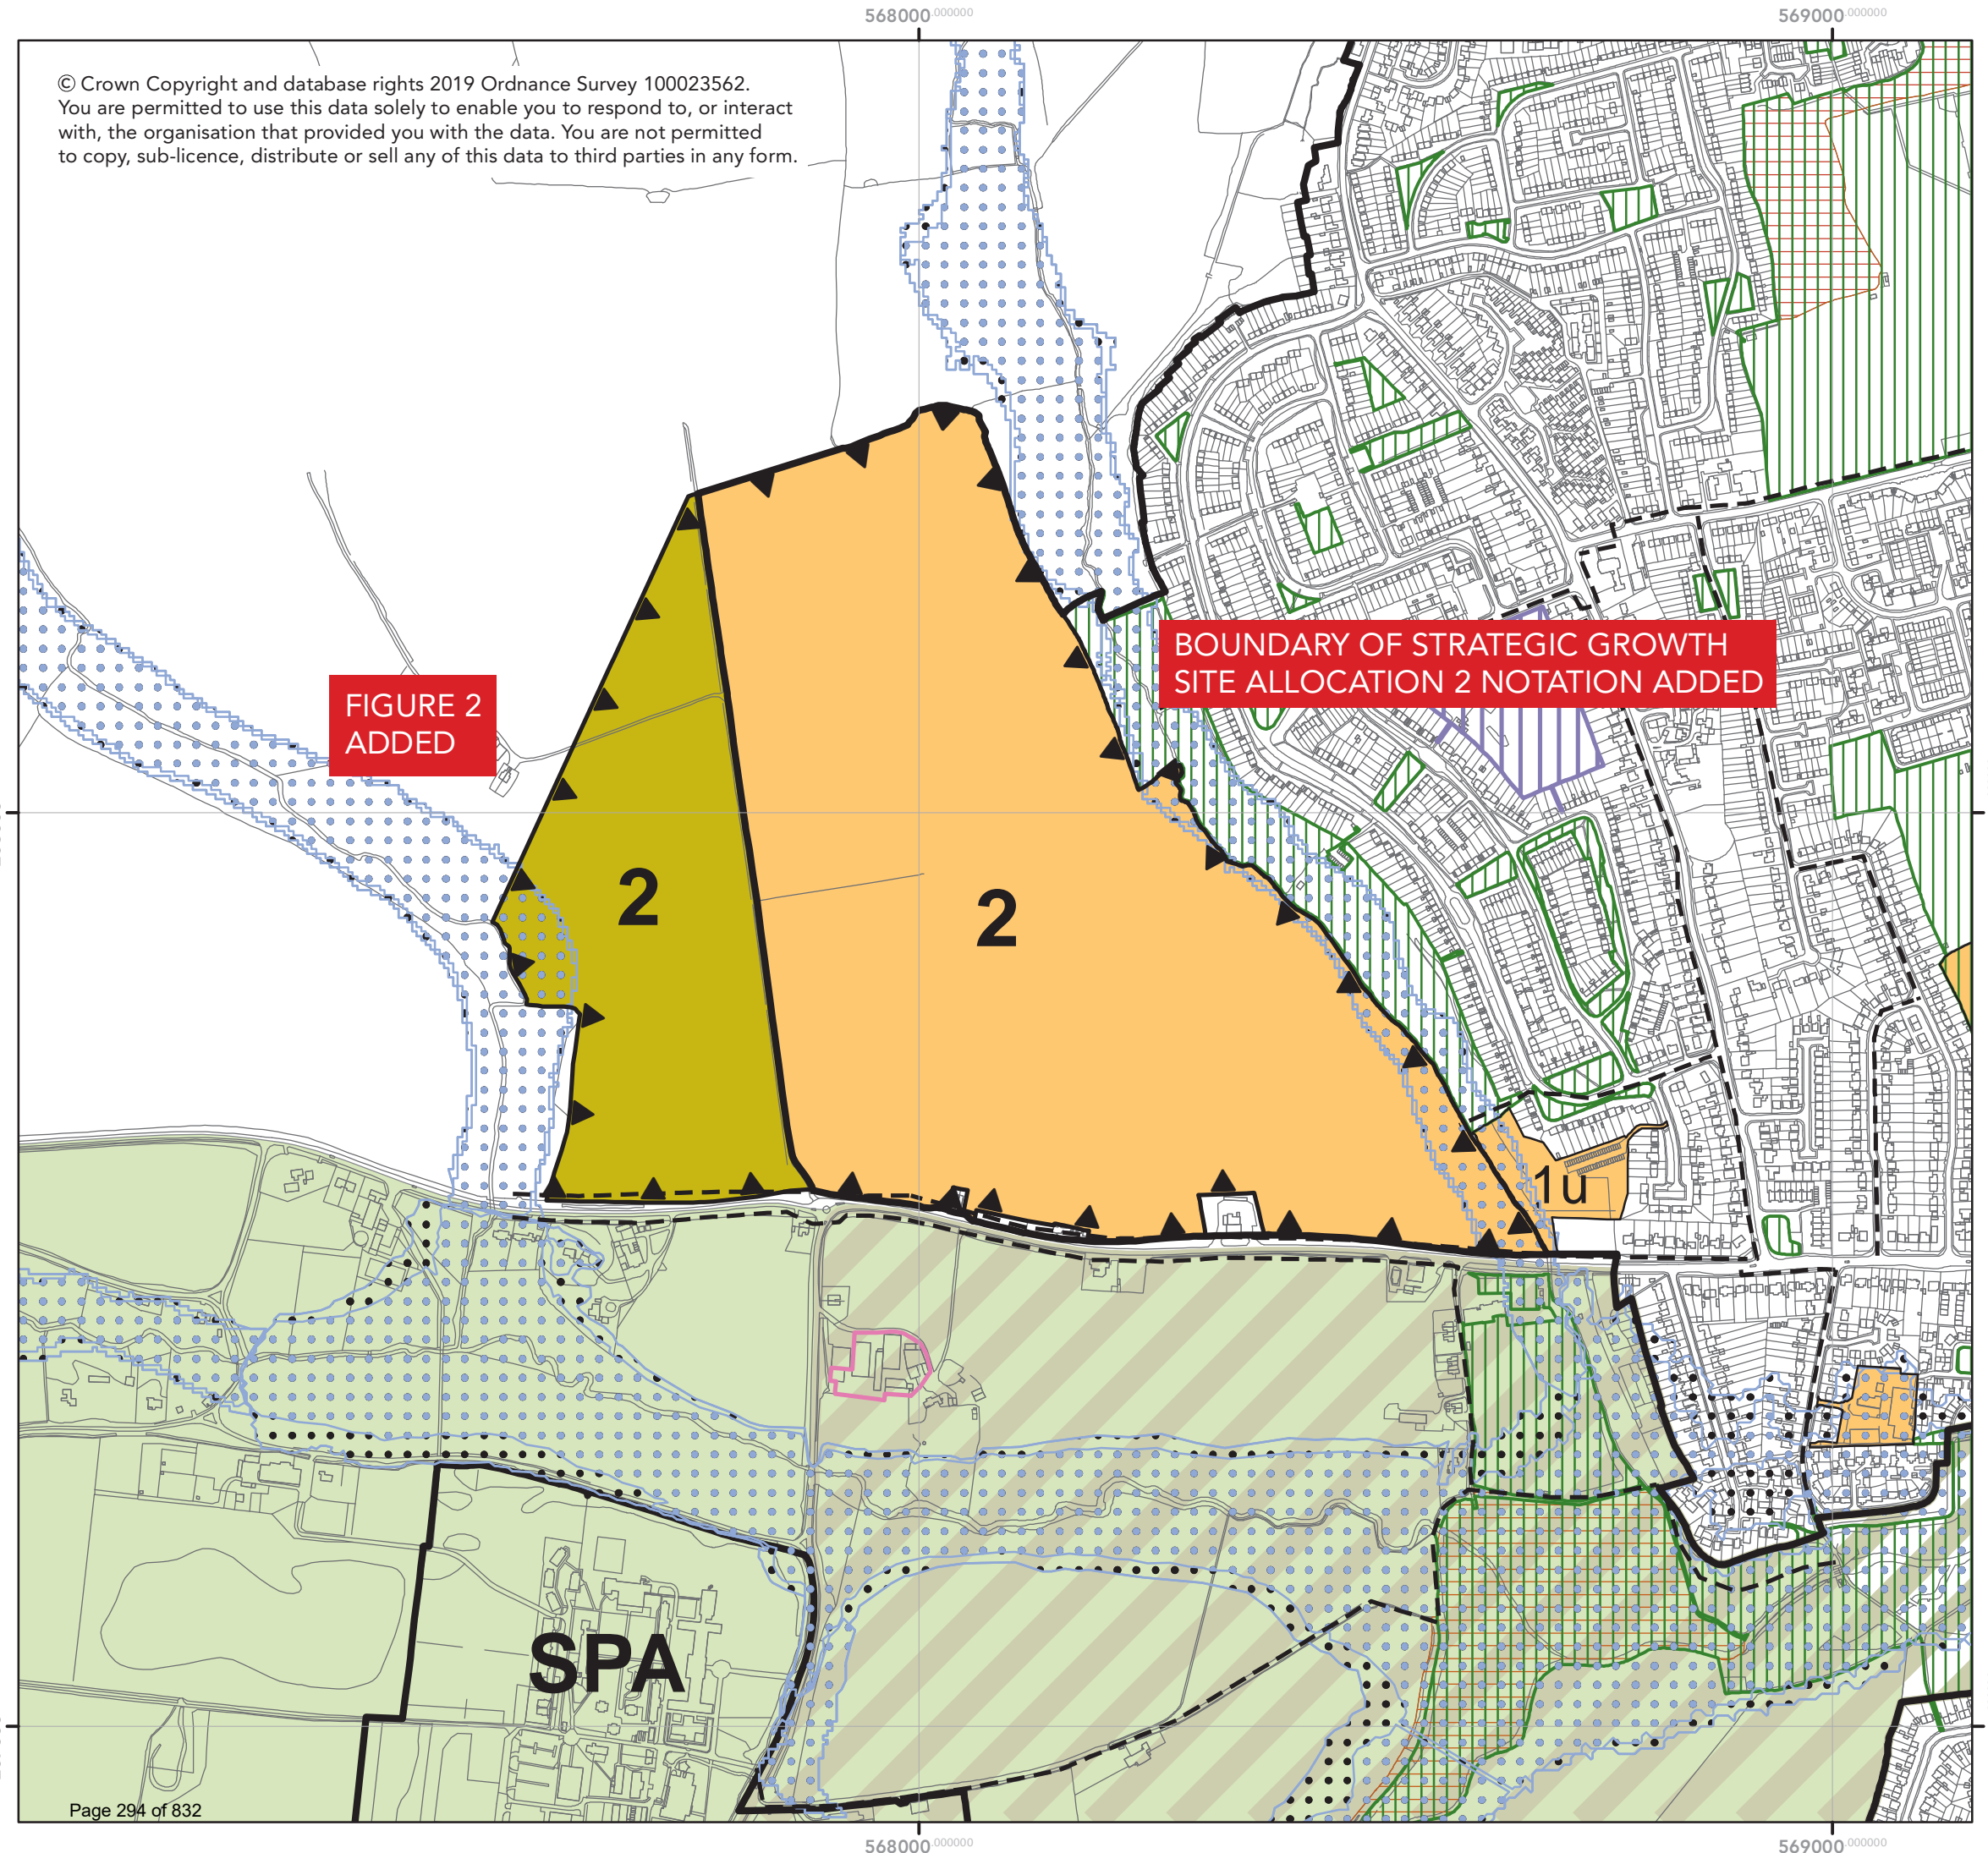 568000.000000
569000.000000
© Crown Copyright and database rights 2019 Ordnance Survey 100023562.
You are permitted to use this data solely to enable you to respond to, or interact
with, the organisation that provided you with the data. You are not permitted
to copy, sub-licence, distribute or sell any of this data to third parties in any form.
BOUNDARY OF STRATEGIC GROWTH
SITE ALLOCATION 2 NOTATION ADDED
FIGURE 2
ADDED
2
2
1u
SPA
Page 294 of 832
568000.000000
569000.000000